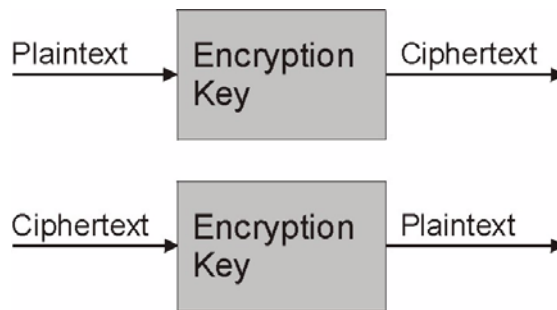 Plaintext
Encryption
Key
Ciphertext
Ciphertext
Encryption
Key
Plaintext